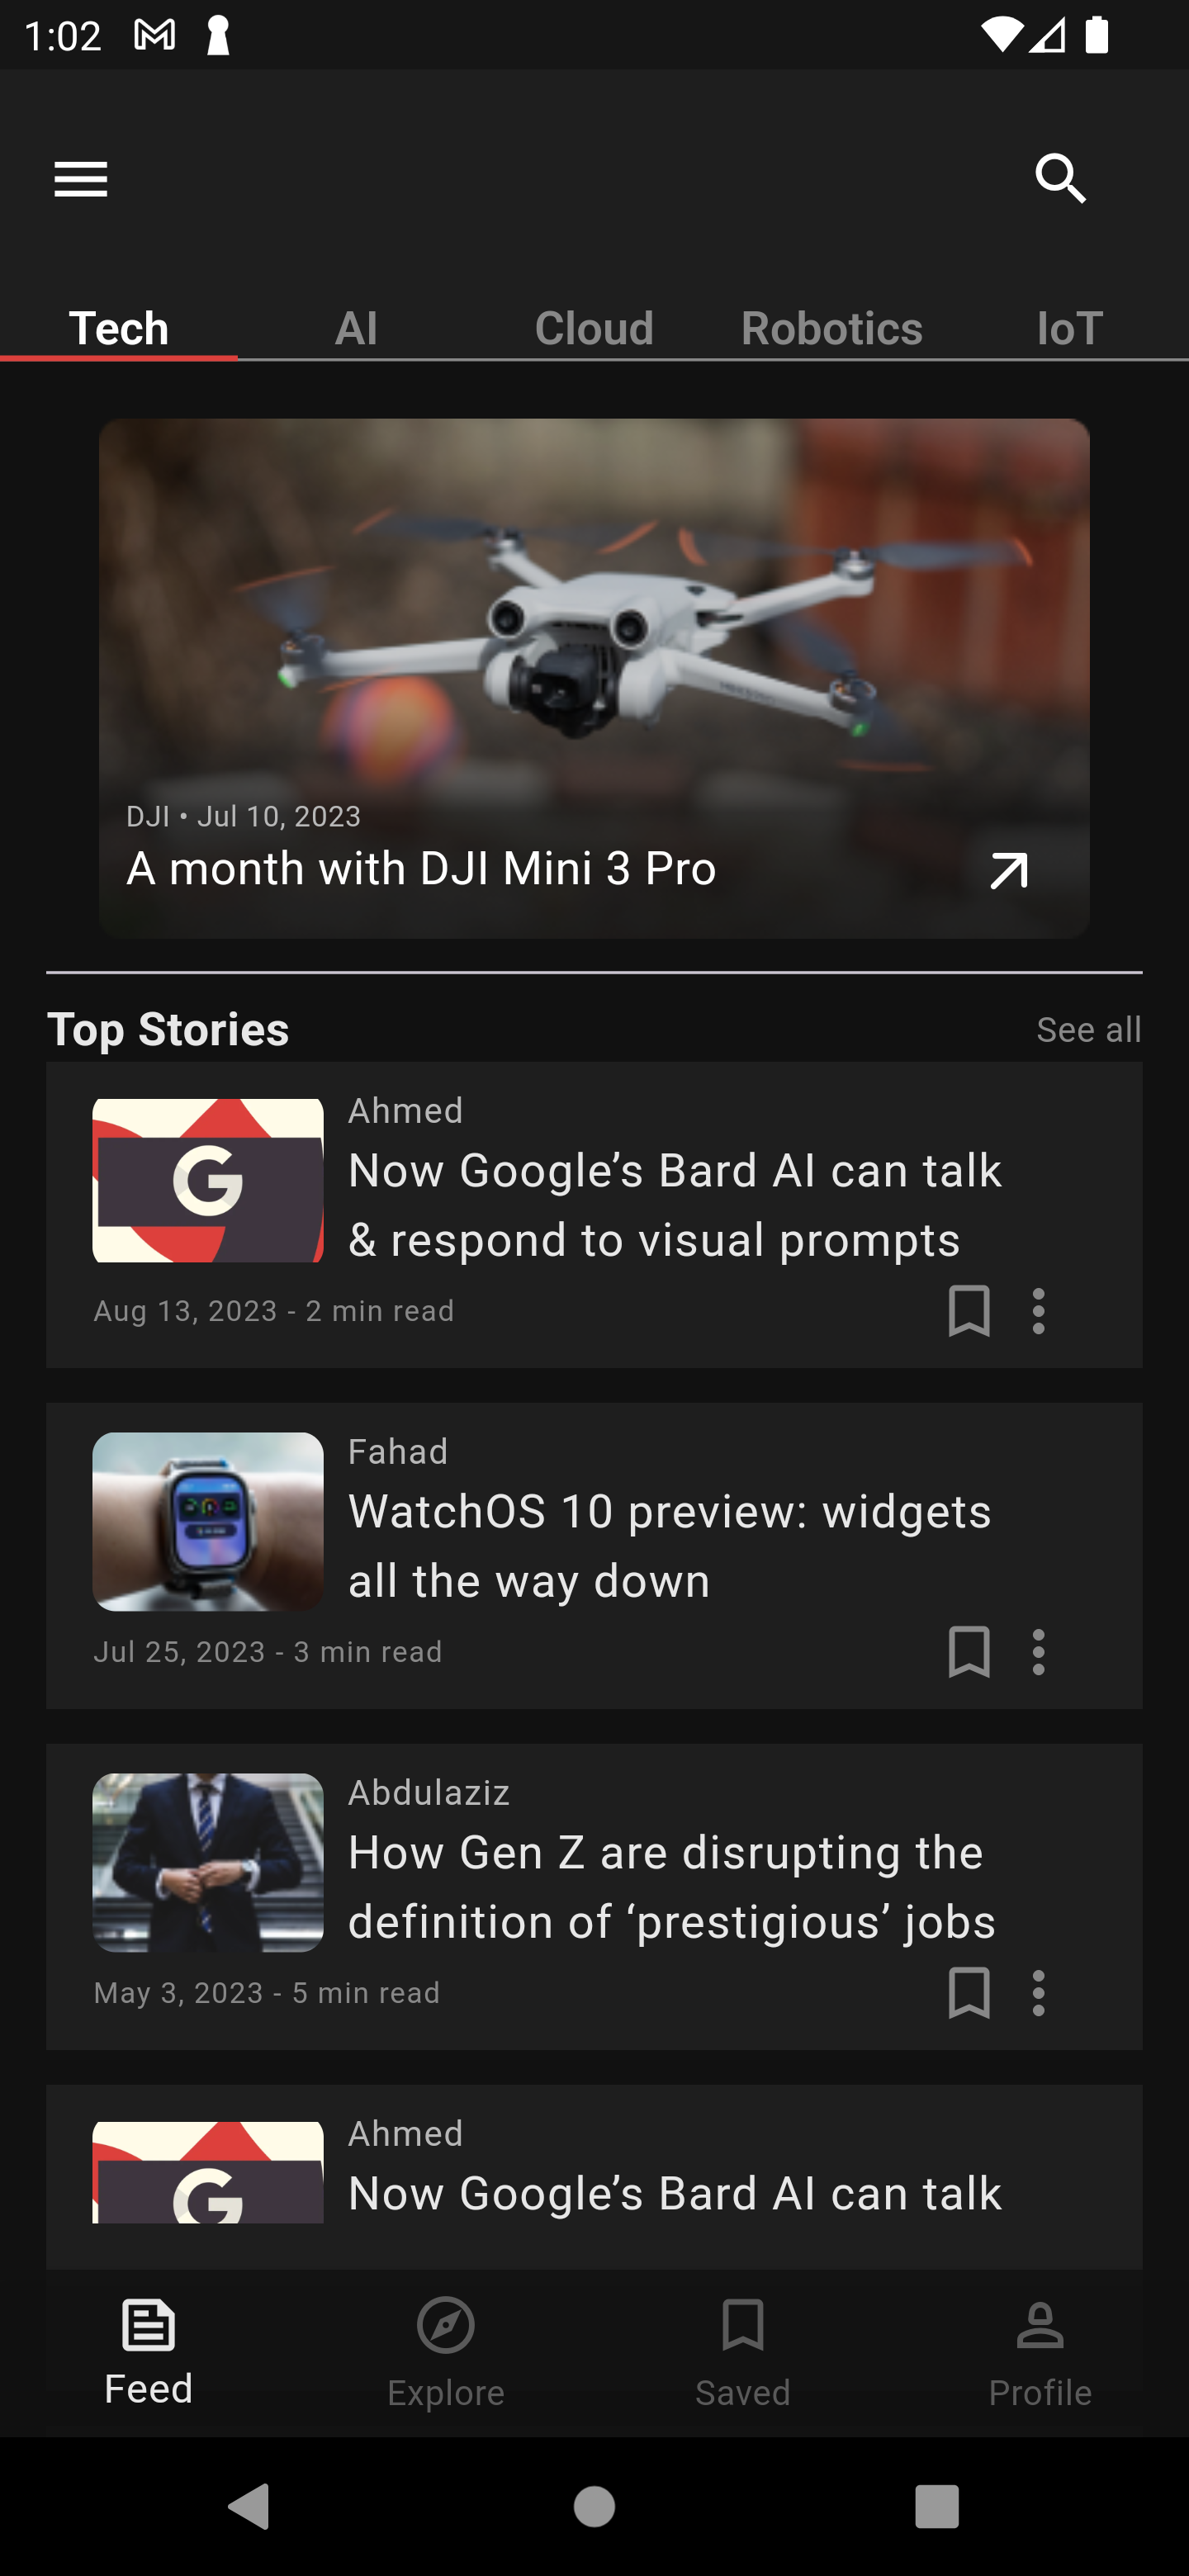 1:02
Tech AI Cloud Robotics IoT
DJI • Jul 10, 2023
A month with DJI Mini 3 Pro
Top Stories See all
Ahmed
Now Google’s Bard AI can talk
& respond to visual prompts
Aug 13, 2023 - 2 min read
Fahad
WatchOS 10 preview: widgets
all the way down
Jul 25, 2023 - 3 min read
Abdulaziz
How Gen Z are disrupting the
definition of ‘prestigious’ jobs
May 3, 2023 - 5 min read
Ahmed
Now Google’s Bard AI can talk
Feed Explore Saved Profile